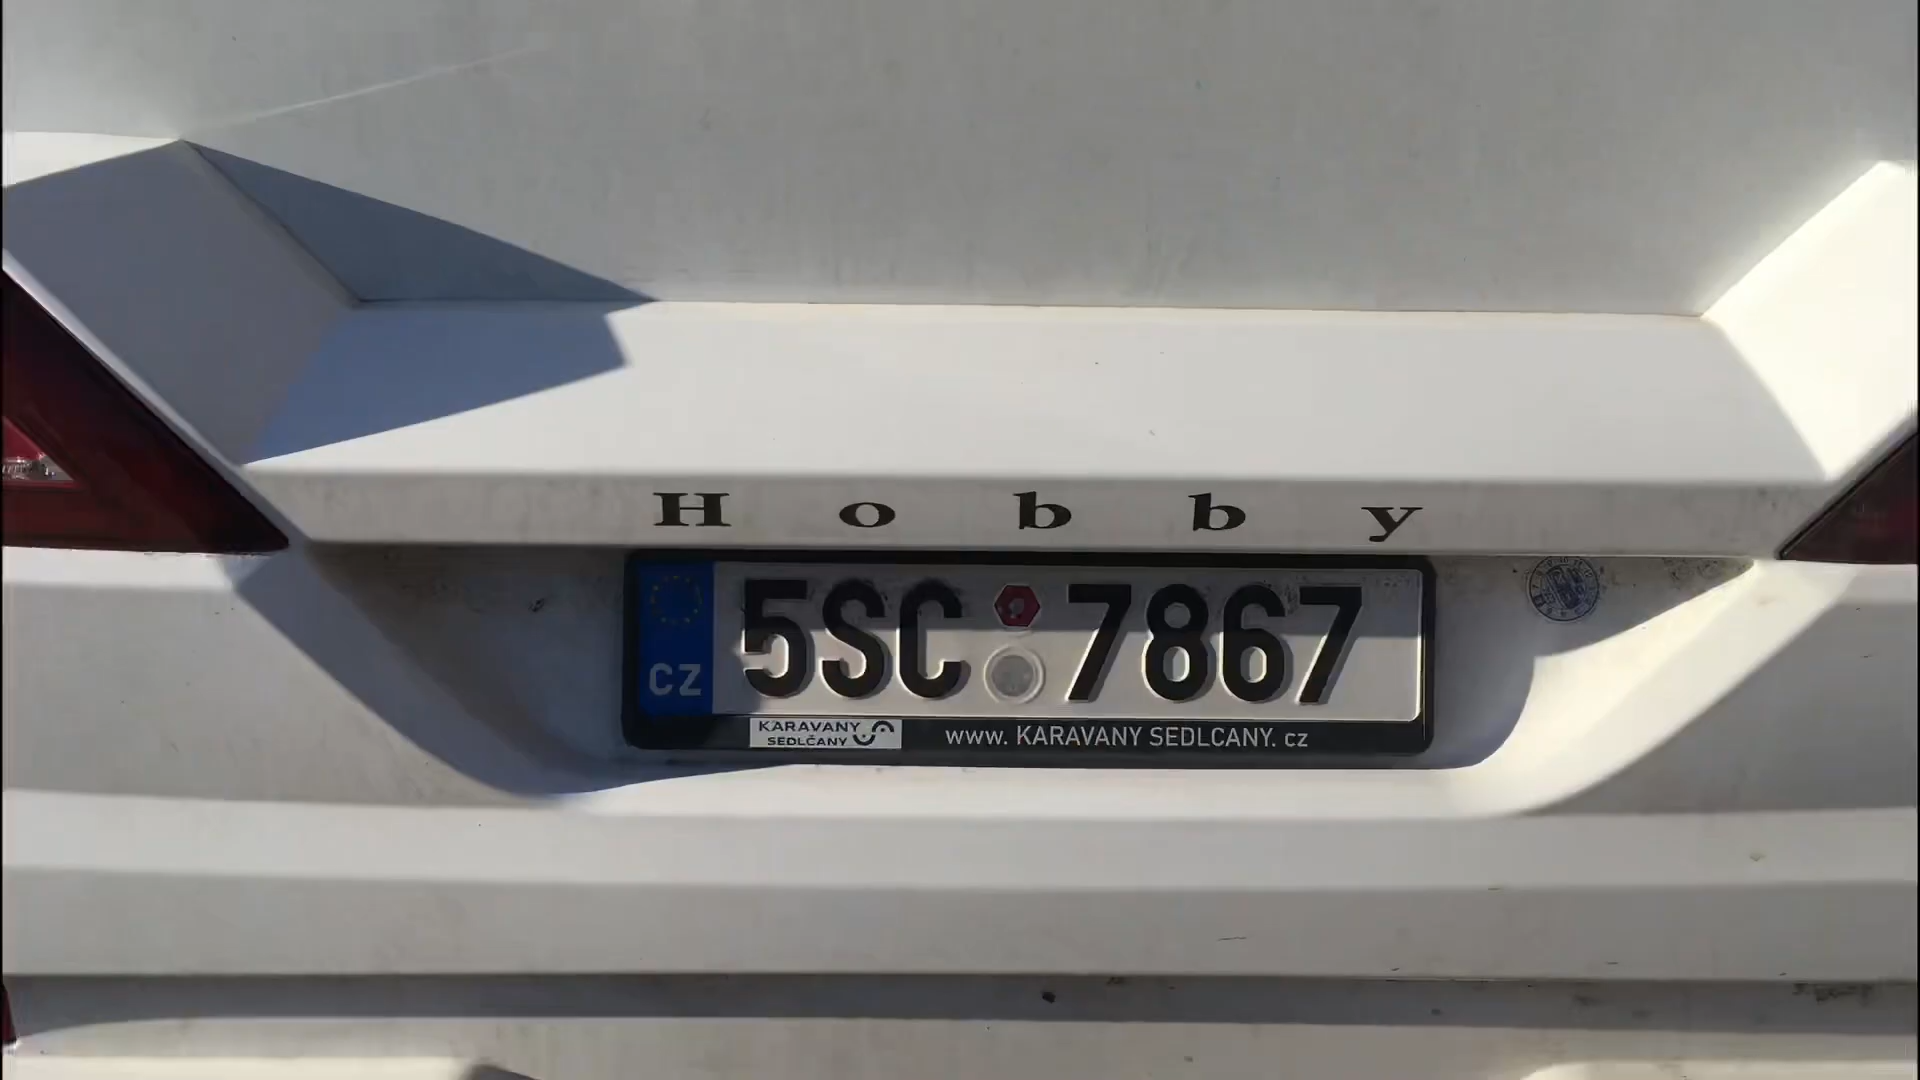 Hobby
CZ
5SC 7867
KARAVANY
SEDLČANY
www. KARAVANY SEDLCANY. cz